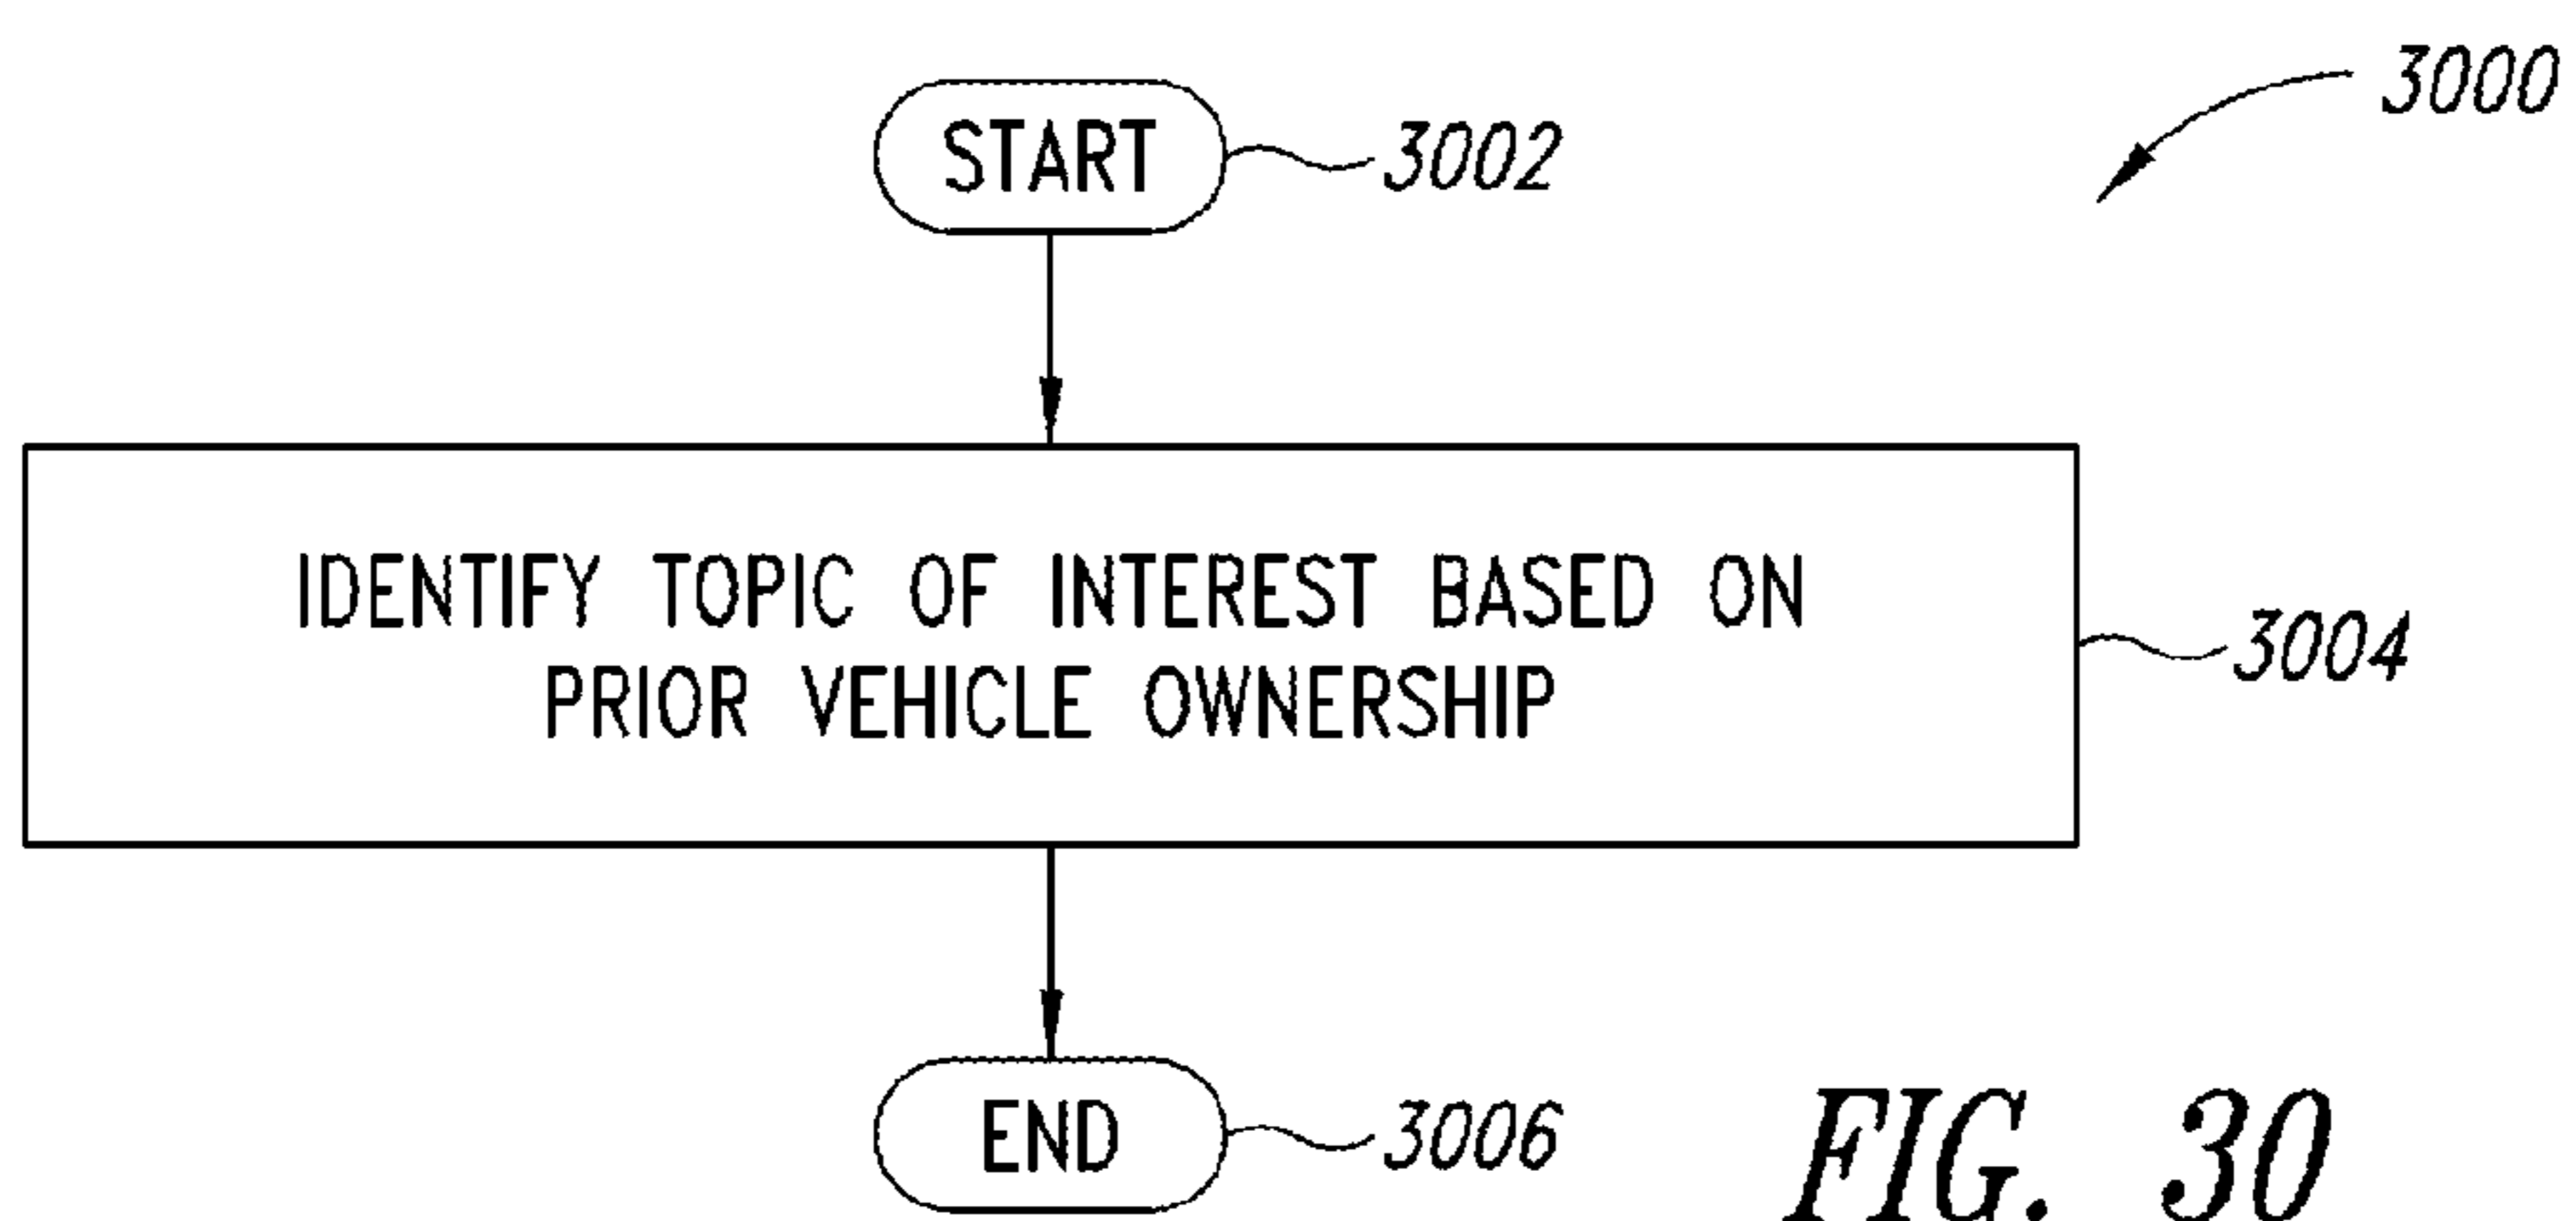 3000
START
3002
IDENTIFY TOPIC OF INTEREST BASED ON
PRIOR VEHICLE OWNERSHIP
3004
END
3006
FIG. 30